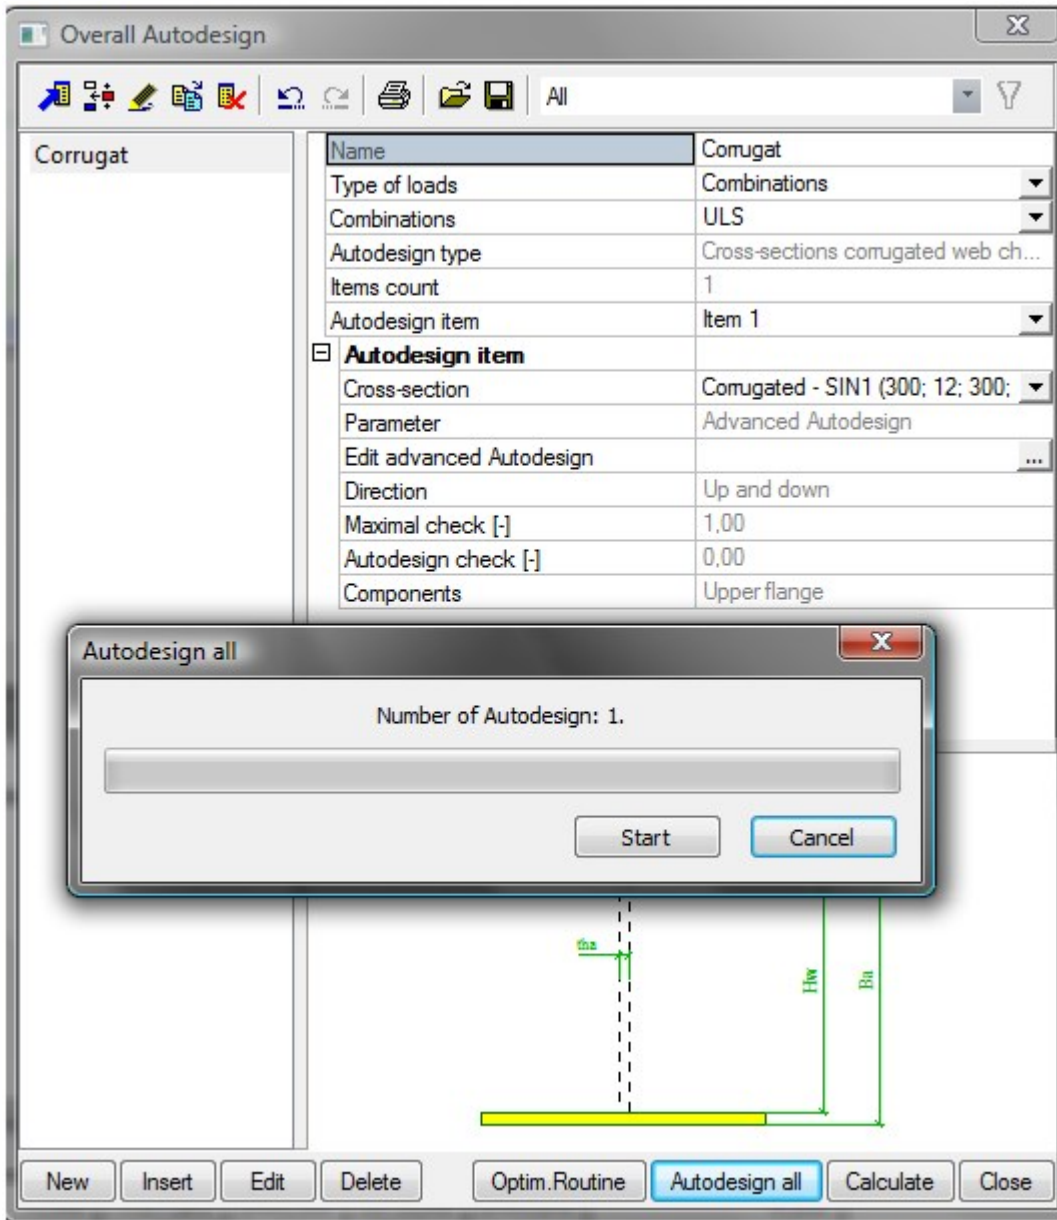 Overall Autodesign
All
Corrugat
Name Corrugat
Type of loads Combinations
Combinations ULS
Autodesign type Cross-sections corrugated web ch...
Items count 1
Autodesign item Item 1
Autodesign item
Cross-section Corrugated - SIN1 (300; 12; 300;
Parameter Advanced Autodesign
Edit advanced Autodesign ...
Direction Up and down
Maximal check [-] 1,00
Autodesign check [-] 0,00
Components Upper flange
Autodesign all
Number of Autodesign: 1.
Start Cancel
tha
Hw
Ba
New Insert Edit Delete Optim.Routine Autodesign all Calculate Close